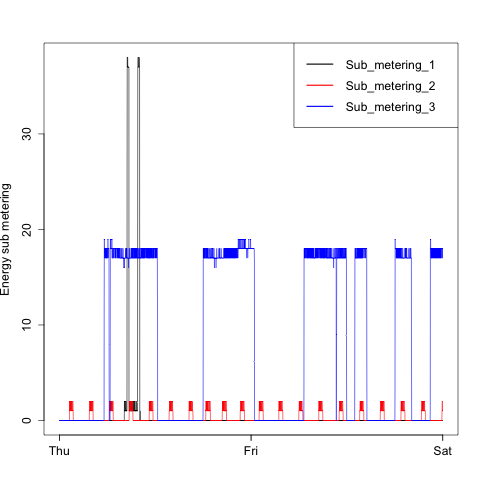 Sub_metering_1
Sub_metering_2
Sub_metering_3
Energy sub metering
30
20
10
0
Thu Fri Sat